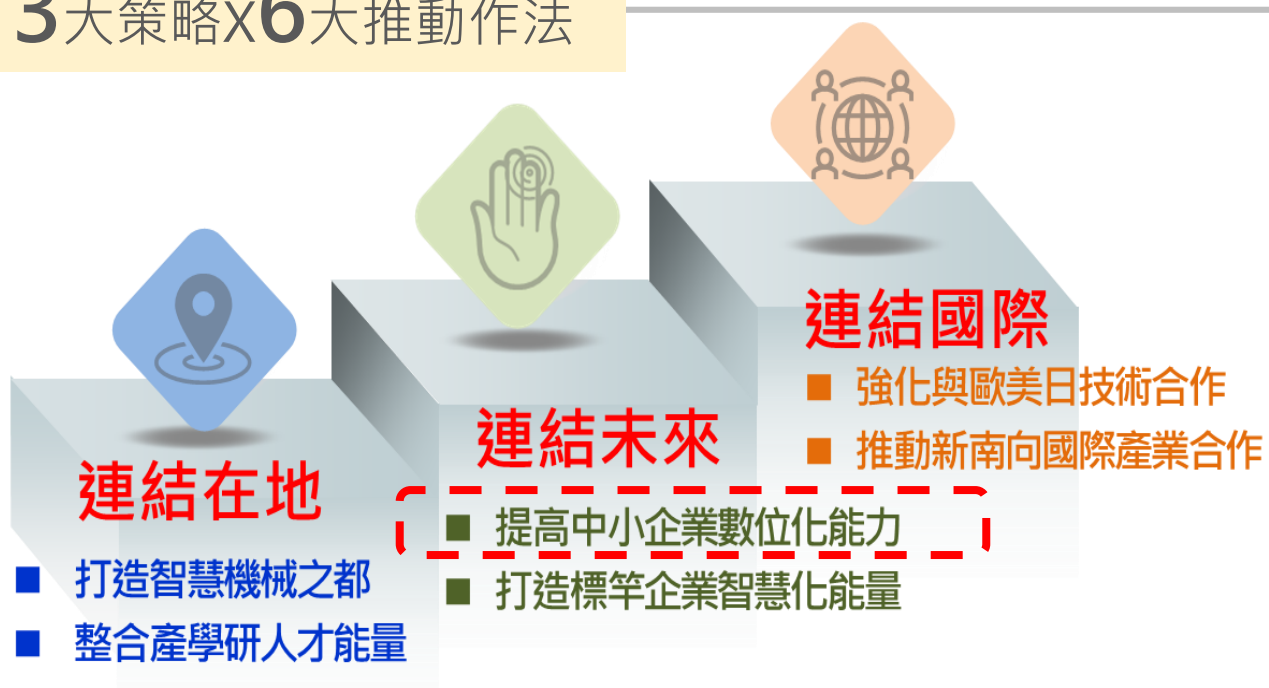 3大策略x6大推動作法
連結在地
■ 打造智慧機械之都
■ 整合產學研人才能量
連結未來
■ 提高中小企業數位化能力
■ 打造標竿企業智慧化能量
連結國際
■ 強化與歐美日技術合作
■ 推動新南向國際產業合作